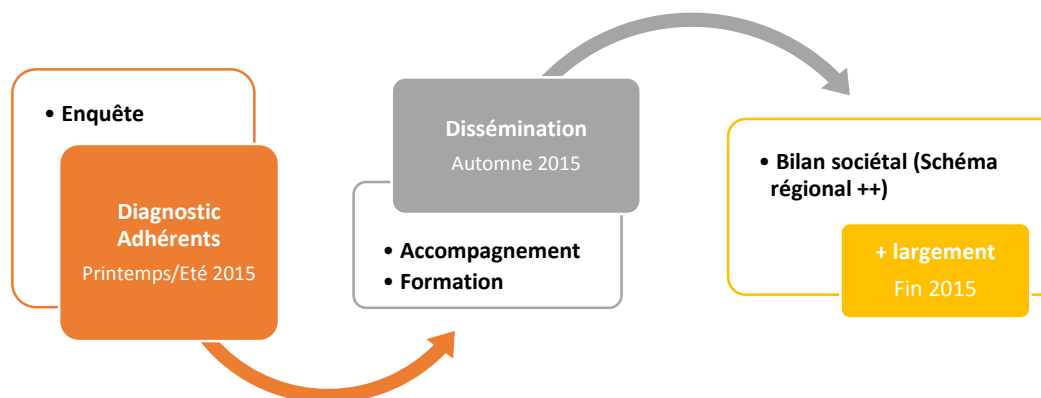 • Enquête
Diagnostic
Adhérents
Printemps/Eté 2015
Dissémination
Automne 2015
• Accompagnement
• Formation
• Bilan sociétal (Schéma
régional ++)
+ largement
Fin 2015